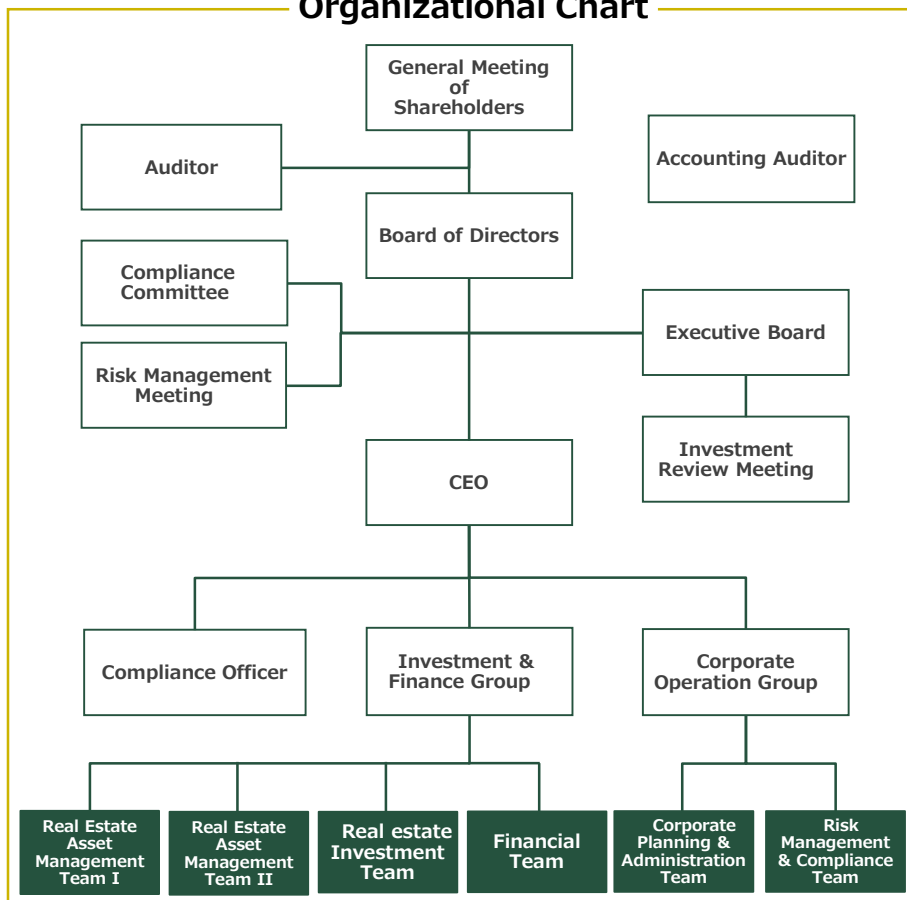 Organizational Chart
General Meeting
of
Shareholders
Auditor
Accounting Auditor
Board of Directors
Compliance
Committee
Executive Board
Risk Management
Meeting
Investment
Review Meeting
CEO
Compliance Officer
Investment &
Finance Group
Corporate
Operation Group
Real Estate
Asset
Management
Team I
Real Estate
Asset
Management
Team II
Real estate
Investment
Team
Financial
Team
Corporate
Planning &
Administration
Team
Risk
Management
& Compliance
Team